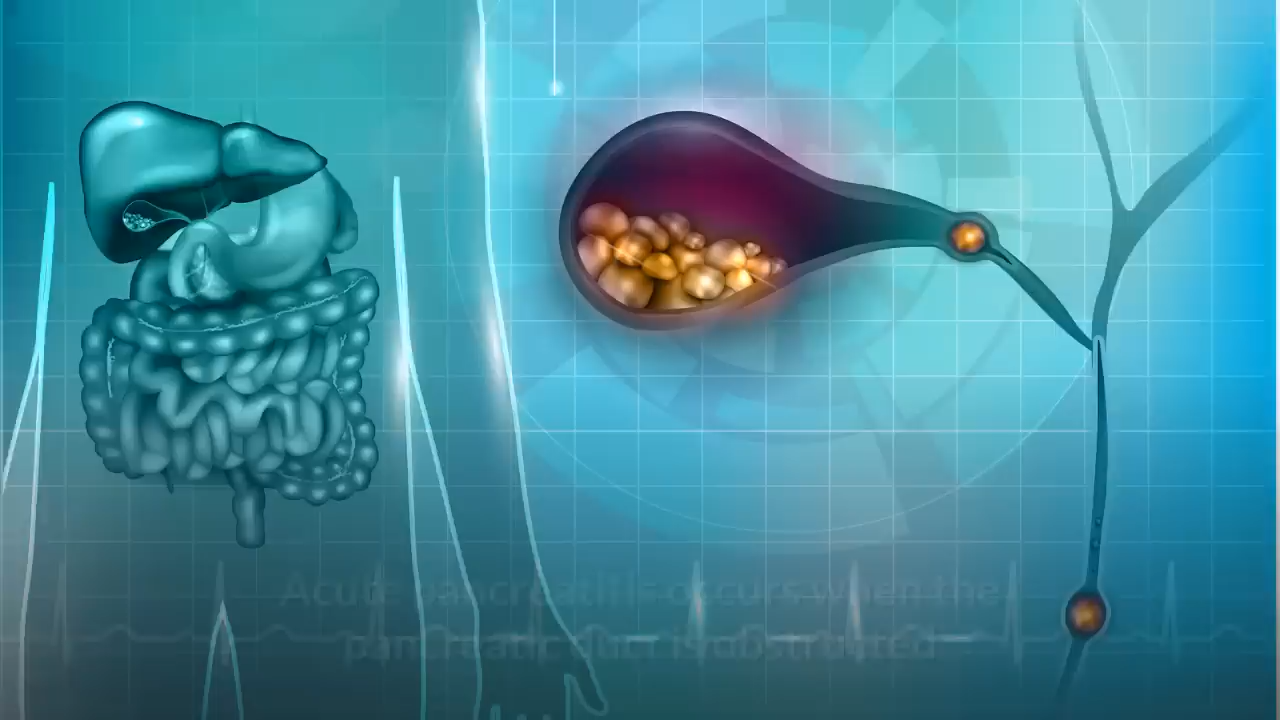 Acute pancreatitis occurs when the
pancreatic duct is obstructed